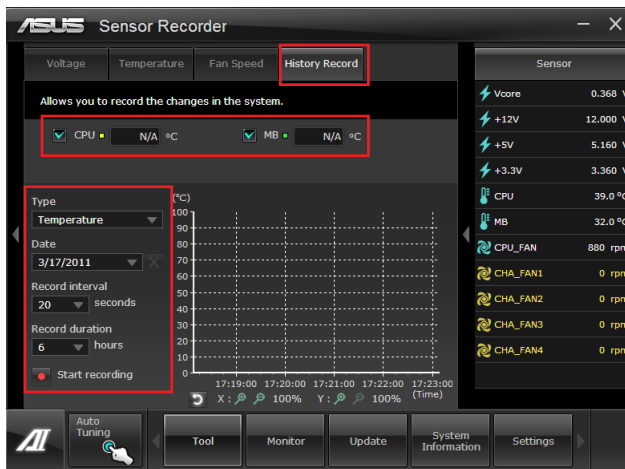 ASUS Sensor Recorder
Voltage Temperature Fan Speed History Record
Allows you to record the changes in the system.
CPU N/A ºC MB N/A ºC
Type
Temperature
Date
3/17/2011
Record interval
20 seconds
Record duration
6 hours
Start recording
(°C)
100
90
80
70
60
50
40
30
20
10
0
17:19:00 17:20:00 17:21:00 17:22:00 17:23:00
(Time)
X : 100% Y : 100%
Sensor
Vcore 0.368 V
+12V 12.000 V
+5V 5.160 V
+3.3V 3.360 V
CPU 39.0 ºC
MB 32.0 ºC
CPU_FAN 880 rpm
CHA_FAN1 0 rpm
CHA_FAN2 0 rpm
CHA_FAN3 0 rpm
CHA_FAN4 0 rpm
Auto
Tuning
Tool Monitor Update System
Information Settings